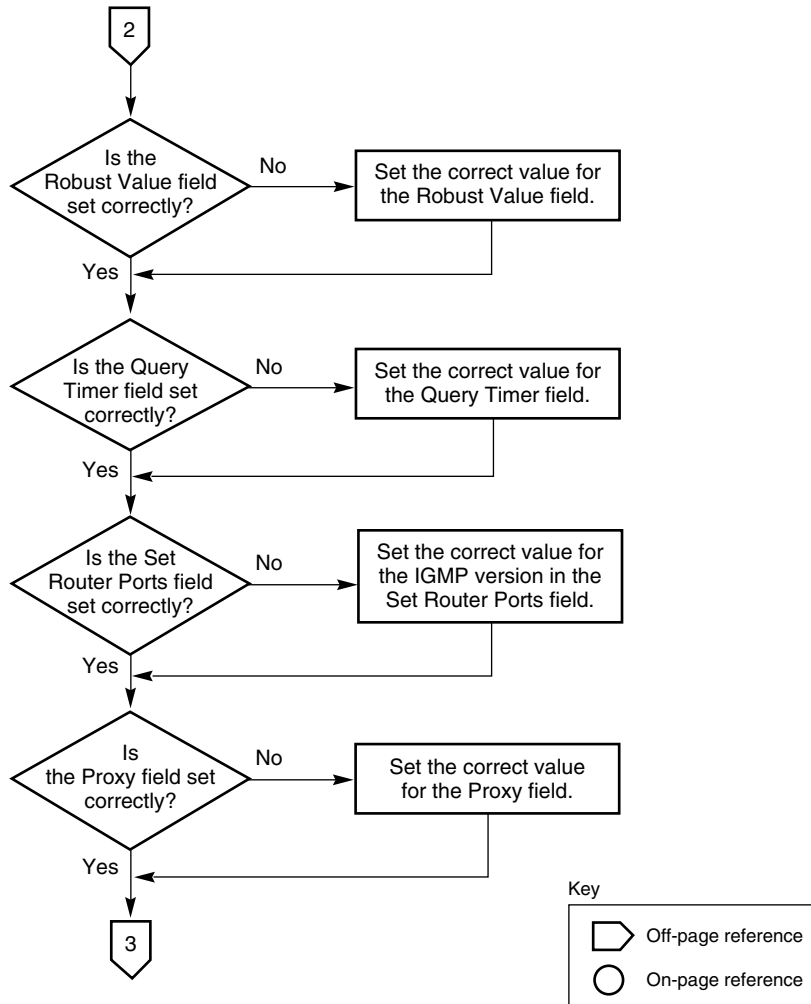 2
Is the
Robust Value field
set correctly?
No
Set the correct value for
the Robust Value field.
Yes
Is the Query
Timer field set
correctly?
No
Set the correct value for
the Query Timer field.
Yes
Is the Set
Router Ports field
set correctly?
No
Set the correct value for
the IGMP version in the
Set Router Ports field.
Yes
Is
the Proxy field set
correctly?
No
Set the correct value
for the Proxy field.
Yes
3
Key
Off-page reference
On-page reference